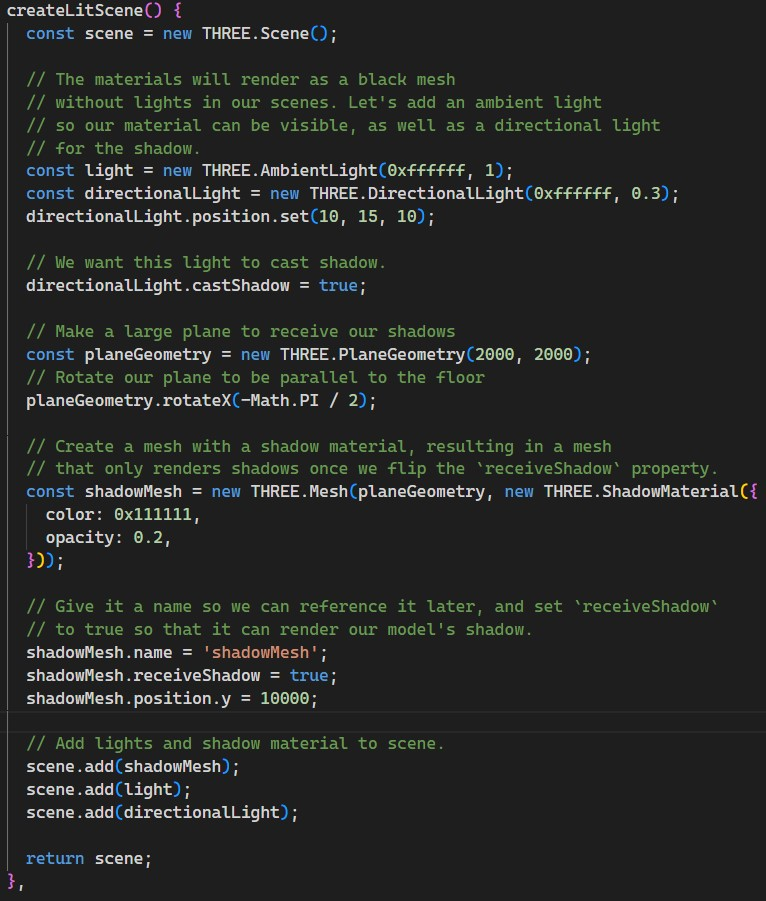 createLitScene() {
  const scene = new THREE.Scene();

  // The materials will render as a black mesh
  // without lights in our scenes. Let's add an ambient light
  // so our material can be visible, as well as a directional light
  // for the shadow.
  const light = new THREE.AmbientLight(0xffffff, 1);
  const directionalLight = new THREE.DirectionalLight(0xffffff, 0.3);
  directionalLight.position.set(10, 15, 10);

  // We want this light to cast shadow.
  directionalLight.castShadow = true;

  // Make a large plane to receive our shadows
  const planeGeometry = new THREE.PlaneGeometry(2000, 2000);
  // Rotate our plane to be parallel to the floor
  planeGeometry.rotateX(-Math.PI / 2);

  // Create a mesh with a shadow material, resulting in a mesh
  // that only renders shadows once we flip the `receiveShadow` property.
  const shadowMesh = new THREE.Mesh(planeGeometry, new THREE.ShadowMaterial({
    color: 0x111111,
    opacity: 0.2,
  }));

  // Give it a name so we can reference it later, and set `receiveShadow`
  // to true so that it can render our model's shadow.
  shadowMesh.name = 'shadowMesh';
  shadowMesh.receiveShadow = true;
  shadowMesh.position.y = 10000;

  // Add lights and shadow material to scene.
  scene.add(shadowMesh);
  scene.add(light);
  scene.add(directionalLight);

  return scene;
},